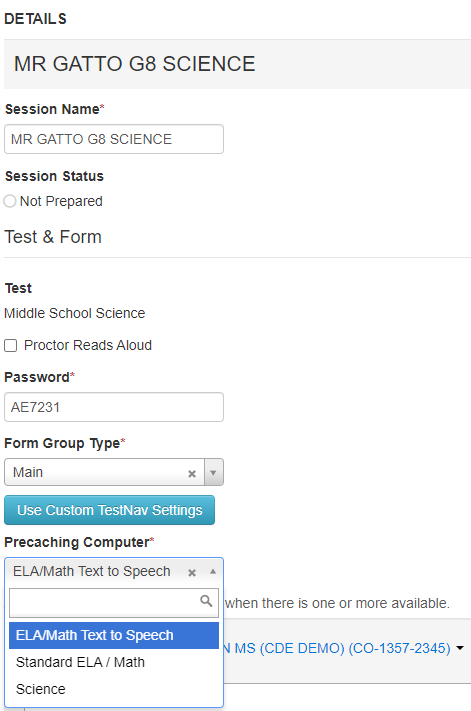 DETAILS
MR GATTO G8 SCIENCE
Session Name*
MR GATTO G8 SCIENCE
Session Status
Not Prepared
Test & Form
Test
Middle School Science
Proctor Reads Aloud
Password*
AE7231
Form Group Type*
Main
Use Custom TestNav Settings
Precaching Computer*
ELA/Math Text to Speech
when there is one or more available.
ELA/Math Text to Speech
N MS (CDE DEMO) (CO-1357-2345)
Standard ELA / Math
Science